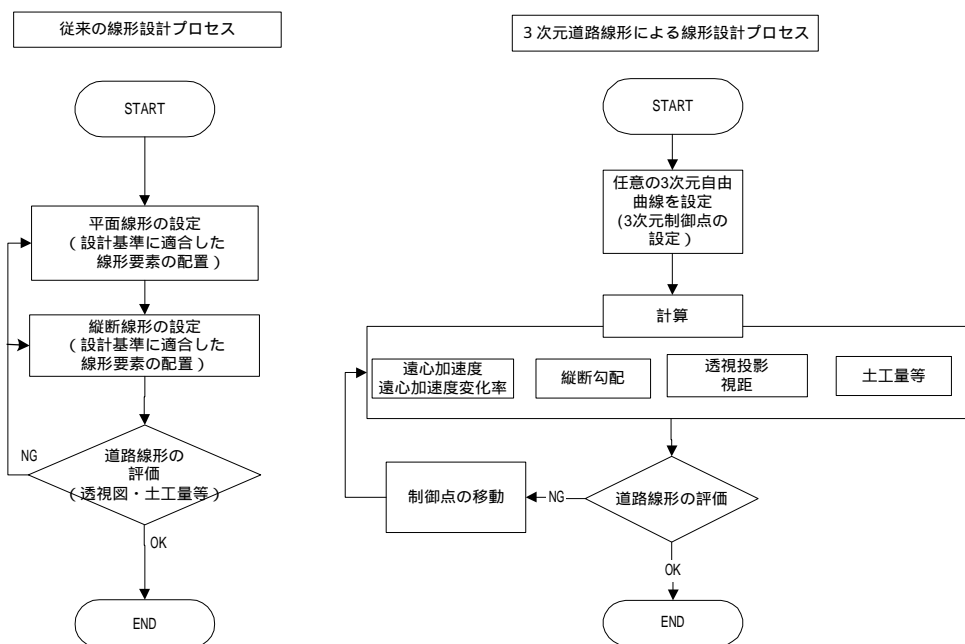 従来の線形設計プロセス
START
平面線形の設定
(設計基準に適合した
線形要素の配置)
縦断線形の設定
(設計基準に適合した
線形要素の配置)
NG
道路線形の
評価
(透視図・土工量等)
OK
END
3次元道路線形による線形設計プロセス
START
任意の3次元自由
曲線を設定
(3次元制御点の
設定)
計算
遠心加速度
遠心加速度変化率
縦断勾配
透視投影
視距
土工量等
制御点の移動
NG
道路線形の評価
OK
END